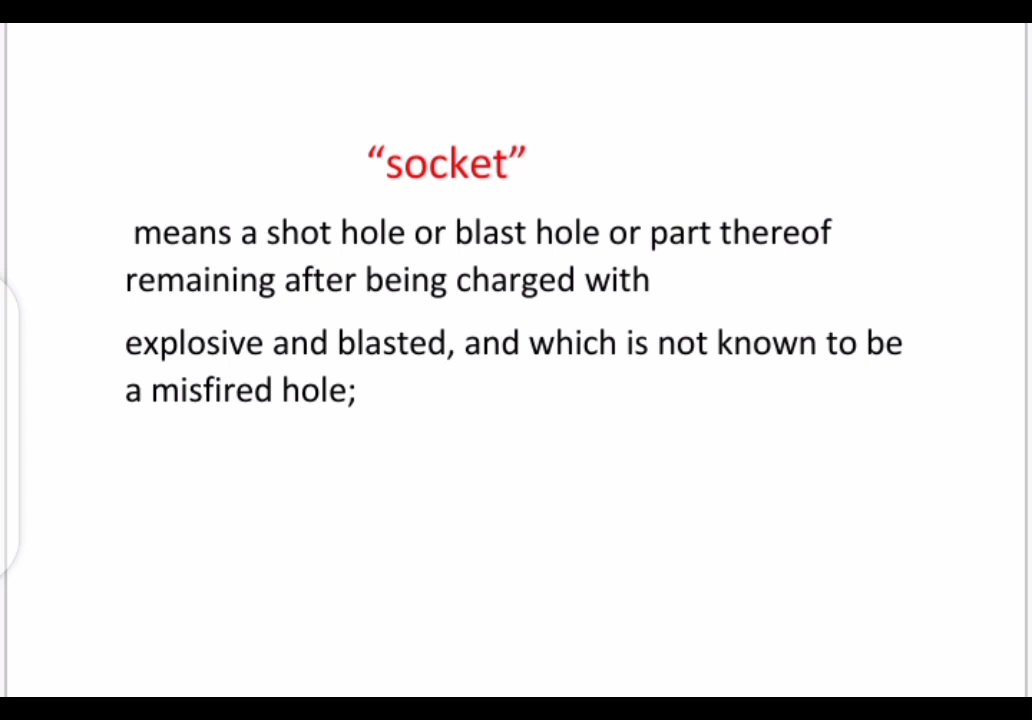 “socket”
means a shot hole or blast hole or part thereof
remaining after being charged with
explosive and blasted, and which is not known to be
a misfired hole;